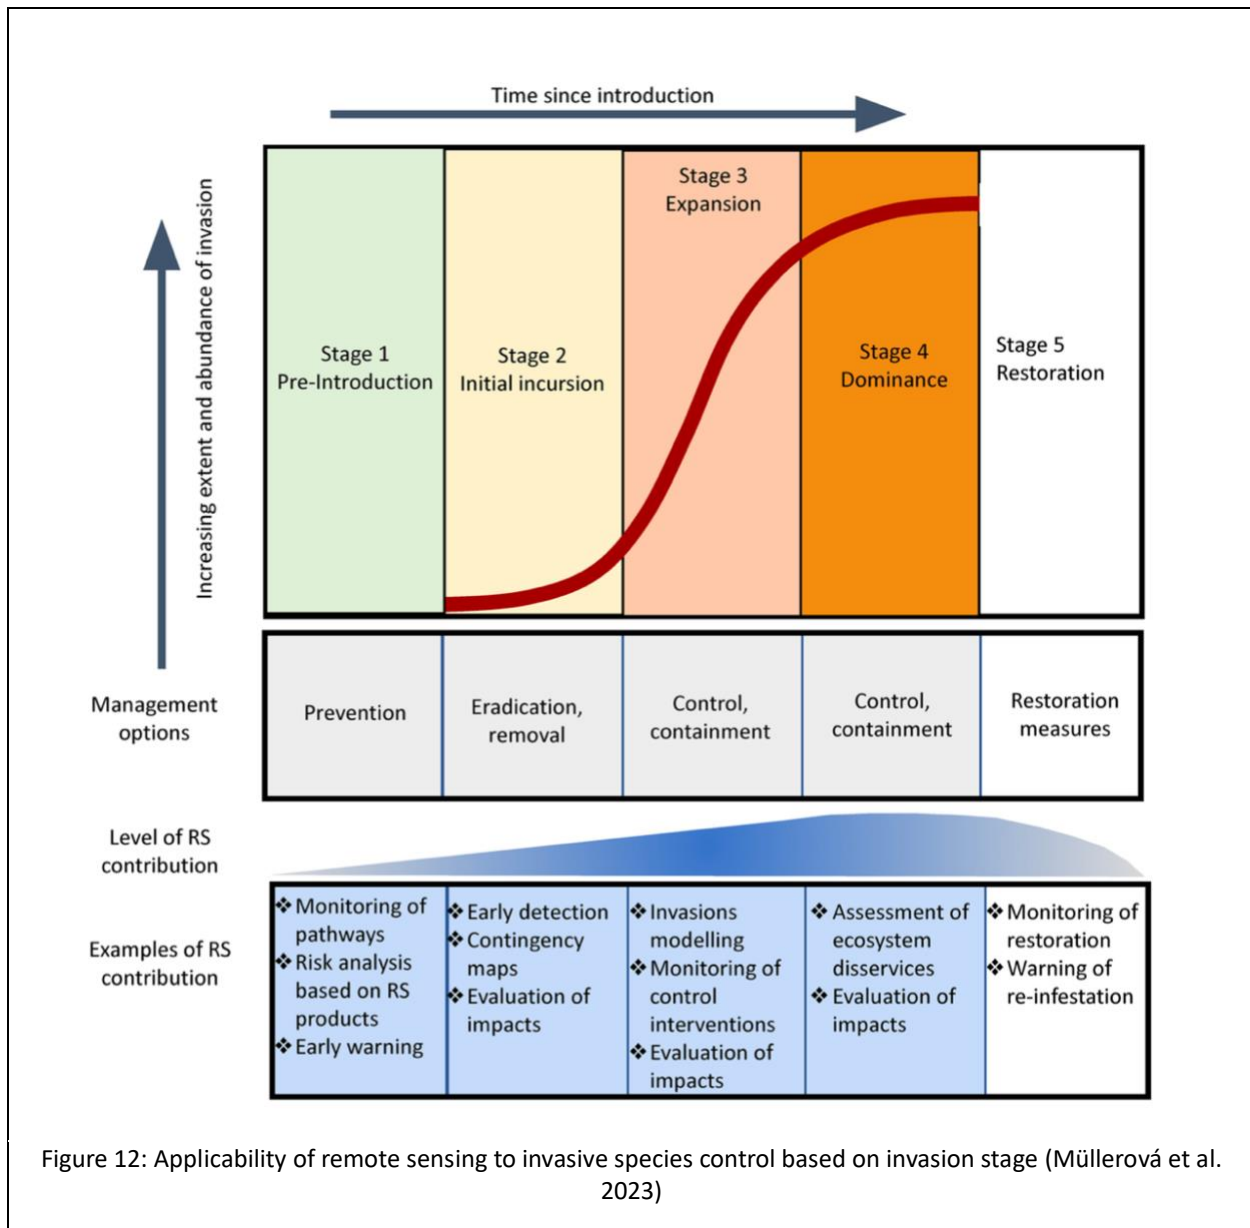 Time since introduction
Increasing extent and abundance of invasion
Stage 1
Pre-Introduction
Stage 2
Initial incursion
Stage 3
Expansion
Stage 4
Dominance
Stage 5
Restoration
Management
options
Prevention
Eradication,
removal
Control,
containment
Control,
containment
Restoration
measures
Level of RS
contribution
Examples of RS
contribution
❖ Monitoring of
pathways
❖ Risk analysis
based on RS
products
❖ Early warning
❖ Early detection
❖ Contingency
maps
❖ Evaluation of
impacts
❖ Invasions
modelling
❖ Monitoring of
control
interventions
❖ Evaluation of
impacts
❖ Assessment of
ecosystem
disservices
❖ Evaluation of
impacts
❖ Monitoring of
restoration
❖ Warning of
re-infestation
Figure 12: Applicability of remote sensing to invasive species control based on invasion stage (Müllerová et al.
2023)